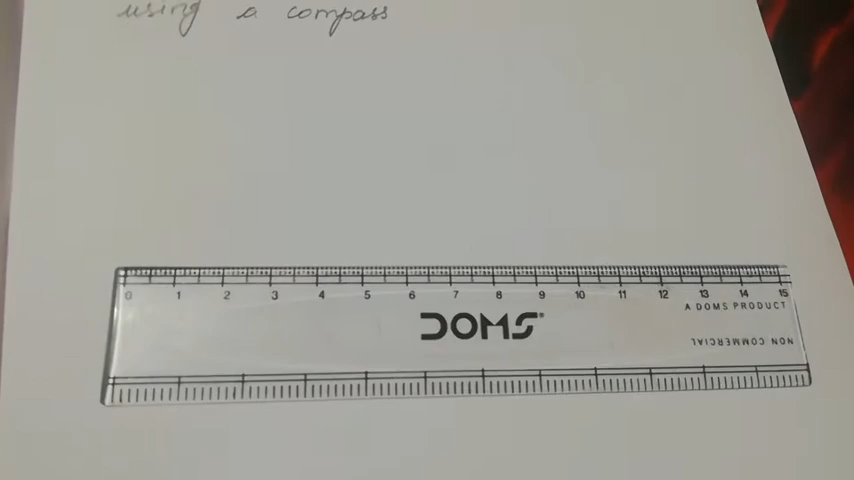 using a compass
0 1 2 3 4 5 6 7 8 9 10 11 12 13 14 15
DOMS®
A DOMS PRODUCT
NON COMMERCIAL